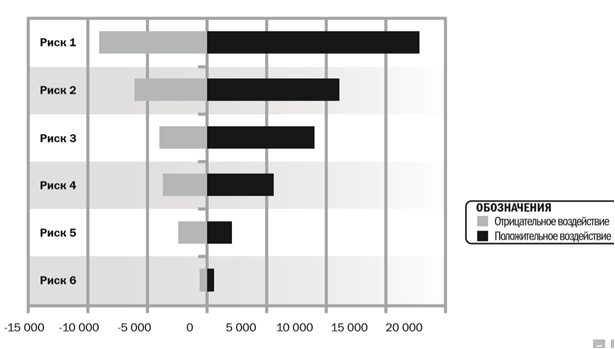 Риск 1
Риск 2
Риск 3
Риск 4
Риск 5
Риск 6
-15 000 -10 000 -5 000 0 5 000 10 000 15 000 20 000
ОБОЗНАЧЕНИЯ
Отрицательное воздействие
Положительное воздействие